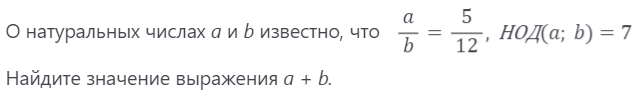 О натуральных числах a и b известно, что a/b = 5/12, НОД(a; b) = 7
Найдите значение выражения a + b.